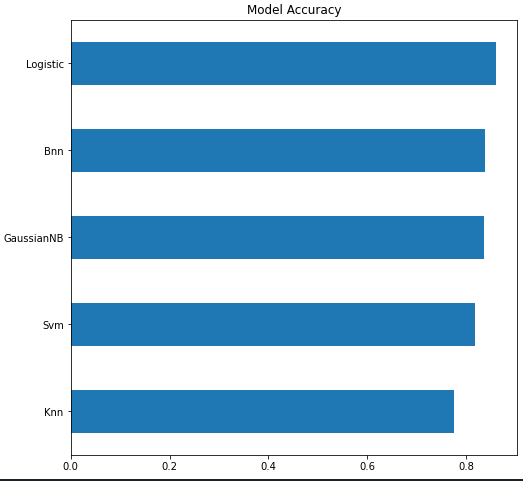 Model Accuracy
Logistic
Bnn
GaussianNB
Svm
Knn
0.0 0.2 0.4 0.6 0.8